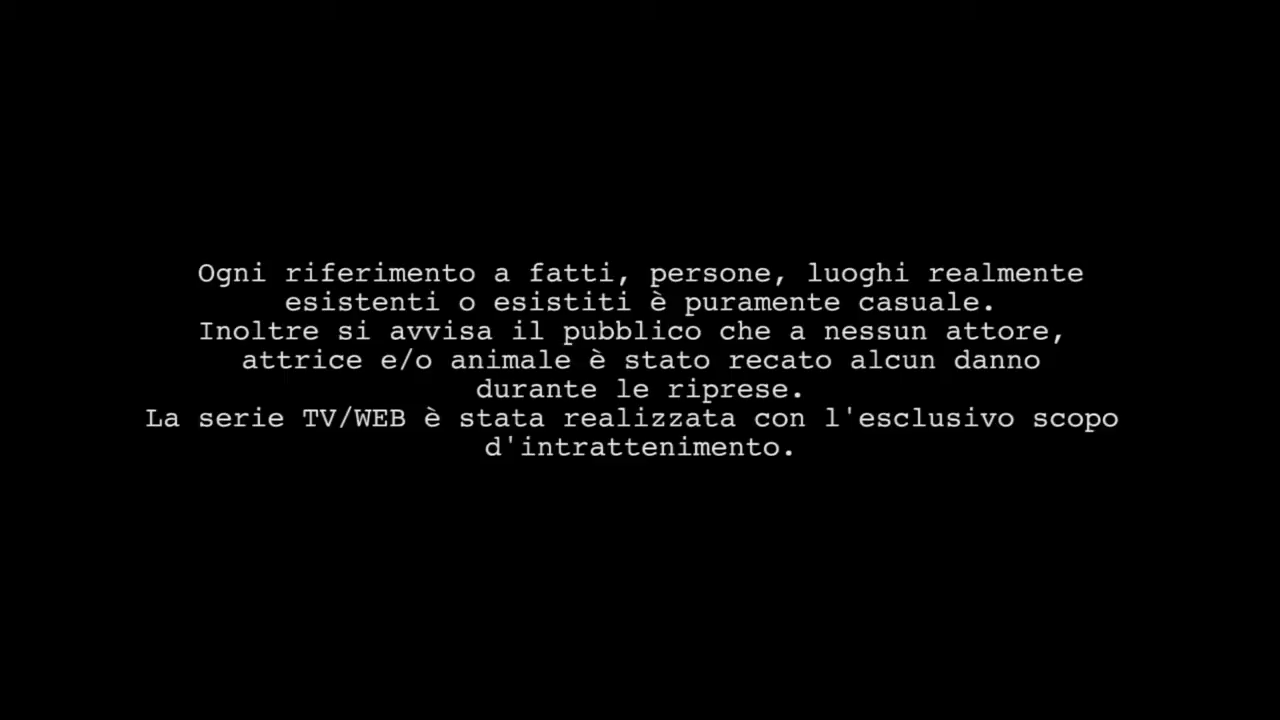 Ogni riferimento a fatti, persone, luoghi realmente
esistenti o esistiti è puramente casuale.
Inoltre si avvisa il pubblico che a nessun attore,
attrice e/o animale è stato recato alcun danno
durante le riprese.
La serie TV/WEB è stata realizzata con l'esclusivo scopo
d'intrattenimento.